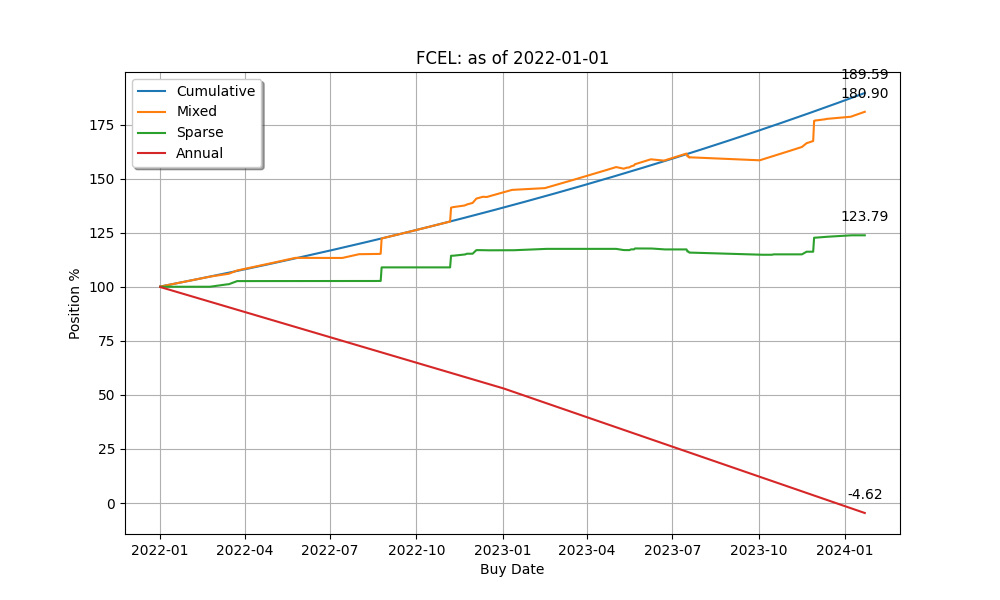 FCEL: as of 2022-01-01
189.59
180.90
123.79
-4.62
Cumulative
Mixed
Sparse
Annual
Position %
175
150
125
100
75
50
25
0
2022-01 2022-04 2022-07 2022-10 2023-01 2023-04 2023-07 2023-10 2024-01
Buy Date